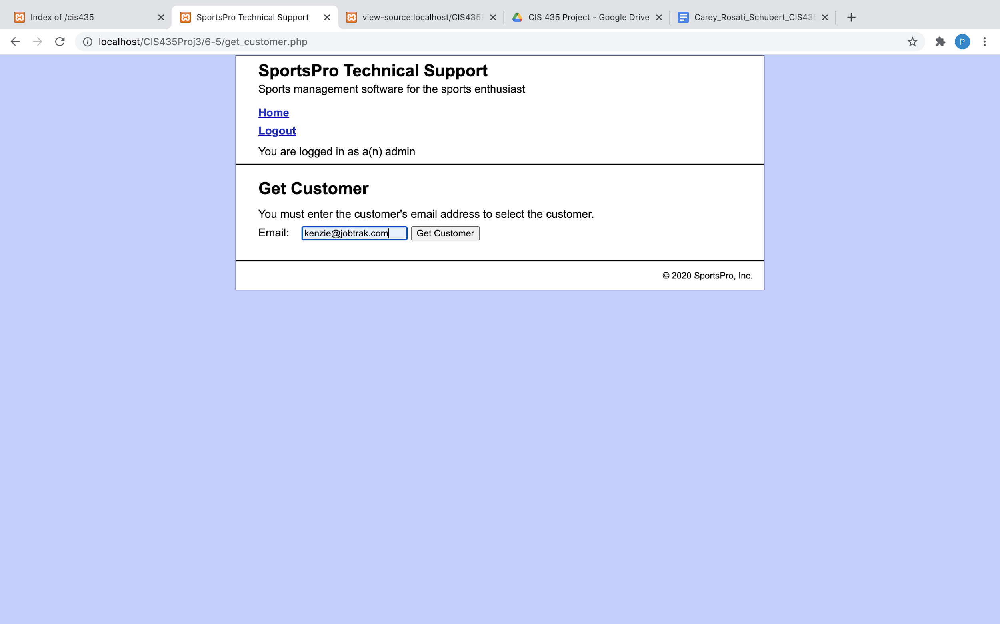 Index of /cis435
SportsPro Technical Support
view-source:localhost/CIS435
CIS 435 Project - Google Drive
Carey_Rosati_Schubert_CIS435
localhost/CIS435Proj3/6-5/get_customer.php
P
SportsPro Technical Support
Sports management software for the sports enthusiast
Home
Logout
You are logged in as a(n) admin
Get Customer
You must enter the customer's email address to select the customer.
Email: kenzie@jobtrak.com Get Customer
© 2020 SportsPro, Inc.